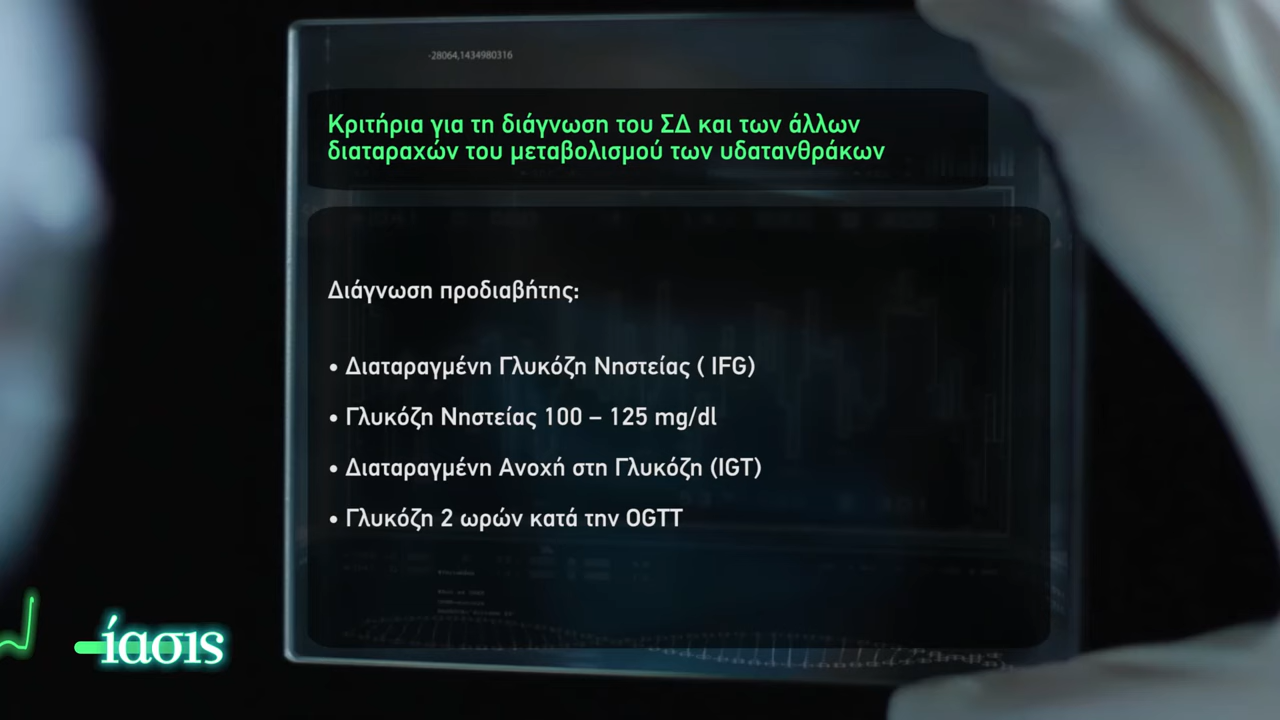 -28064,1434980316
Κριτήρια για τη διάγνωση του ΣΔ και των άλλων
διαταραχών του μεταβολισμού των υδατανθράκων
Διάγνωση προδιαβήτης:
• Διαταραγμένη Γλυκόζη Νηστείας ( IFG)
• Γλυκόζη Νηστείας 100 – 125 mg/dl
• Διαταραγμένη Ανοχή στη Γλυκόζη (IGT)
• Γλυκόζη 2 ωρών κατά την OGTT
ίασις